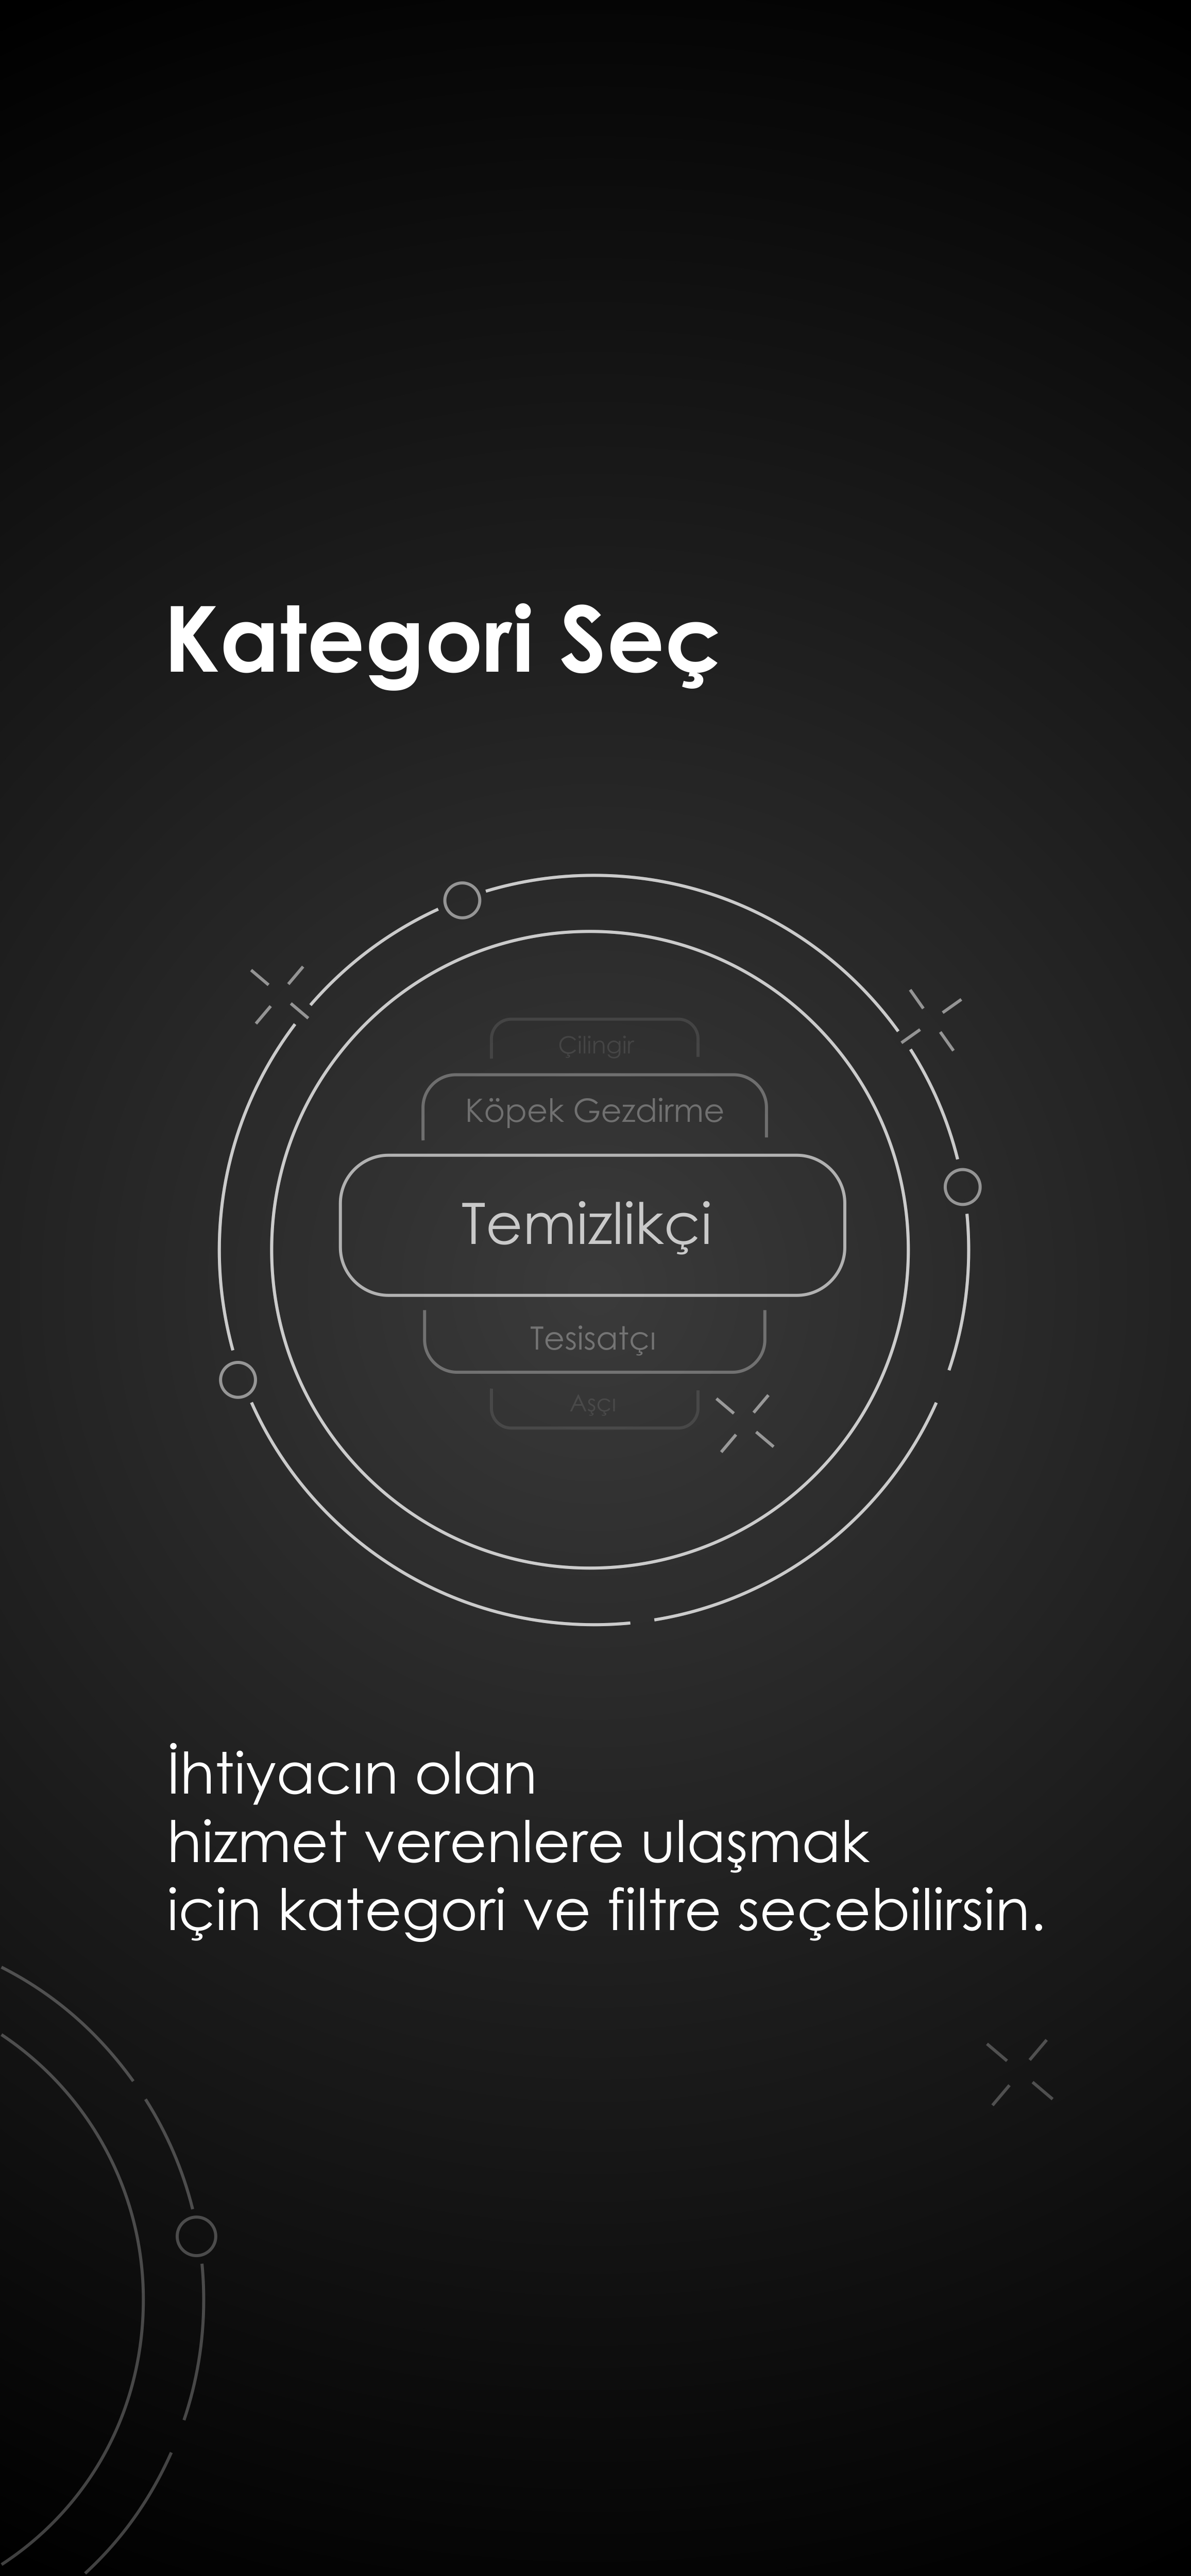 Kategori Seç
Çilingir
Köpek Gezdirme
Temizlikçi
Tesisatçı
Aşçı
İhtiyacın olan
hizmet verenlere ulaşmak
için kategori ve filtre seçebilirsin.